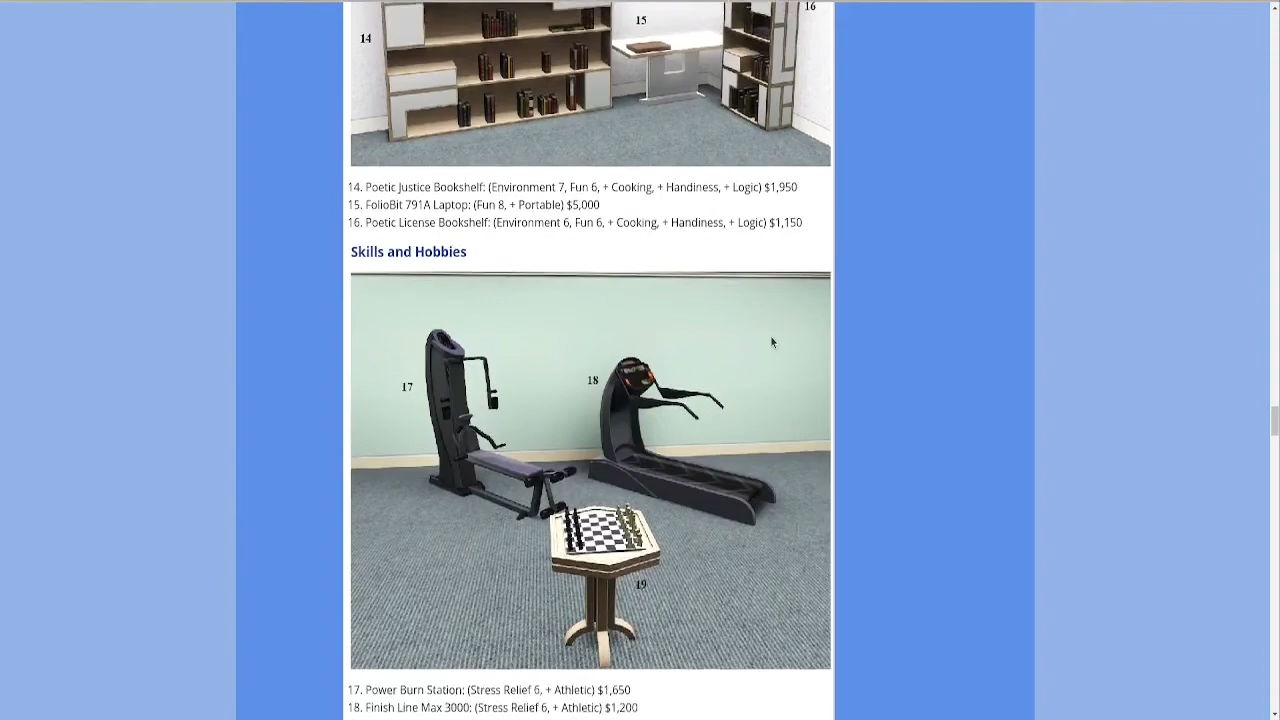 16
15
14
14. Poetic Justice Bookshelf: (Environment 7, Fun 6, + Cooking, + Handiness, + Logic) $1,950
15. FolioBit 791A Laptop: (Fun 8, + Portable) $5,000
16. Poetic License Bookshelf: (Environment 6, Fun 6, + Cooking, + Handiness, + Logic) $1,150
Skills and Hobbies
17
18
19
17. Power Burn Station: (Stress Relief 6, + Athletic) $1,650
18. Finish Line Max 3000: (Stress Relief 6, + Athletic) $1,200